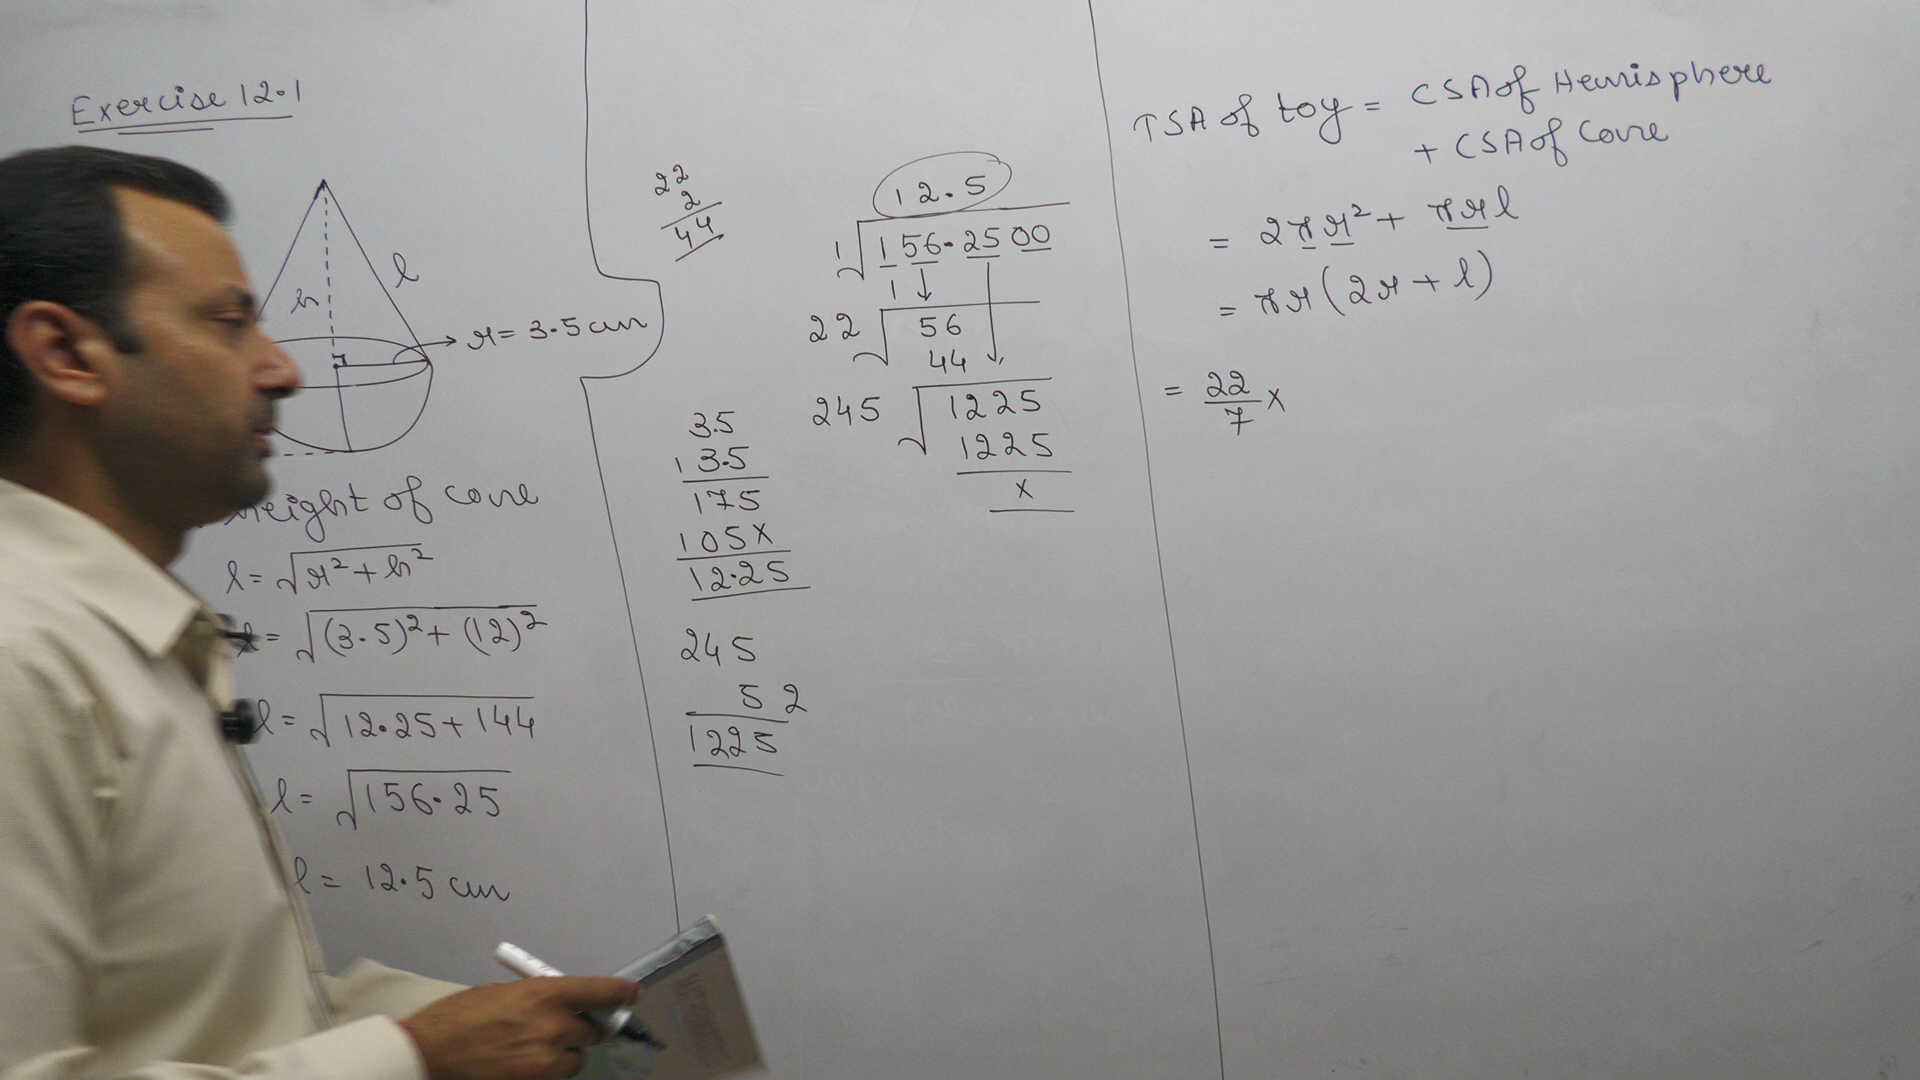 Exercise 12.1
h
l
r = 3.5 cm
height of cone
l = √r² + h²
l = √(3.5)² + (12)²
l = √12.25 + 144
l = √156.25
l = 12.5 cm
22
2
44
3.5
1 3.5
175
105x
12.25
245
5 2
1225
12.5
1 √156.2500
1
22 √56
44
245 √1225
1225
x
TSA of toy = CSA of Hemisphere
+ CSA of Cone
= 2πr² + πrl
= πr(2r + l)
= 22/7 x